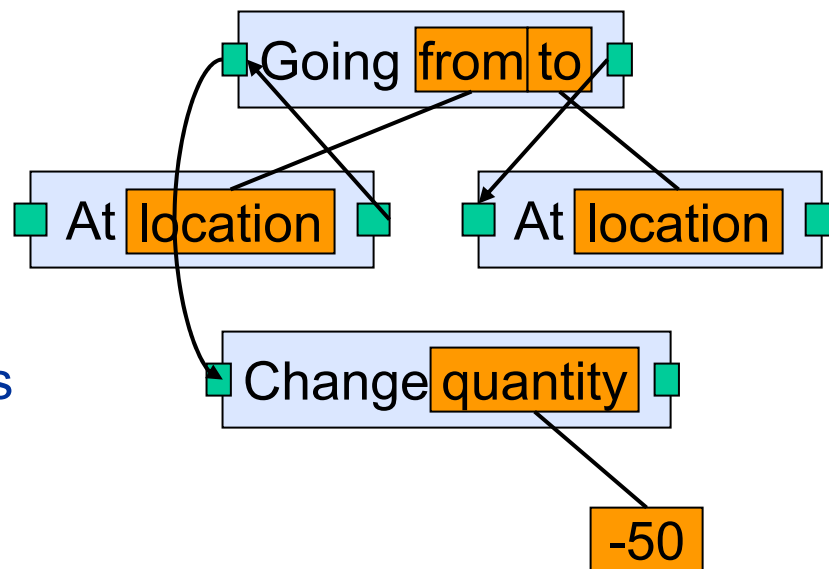 Going from to
At location
At location
s
Change quantity
-50